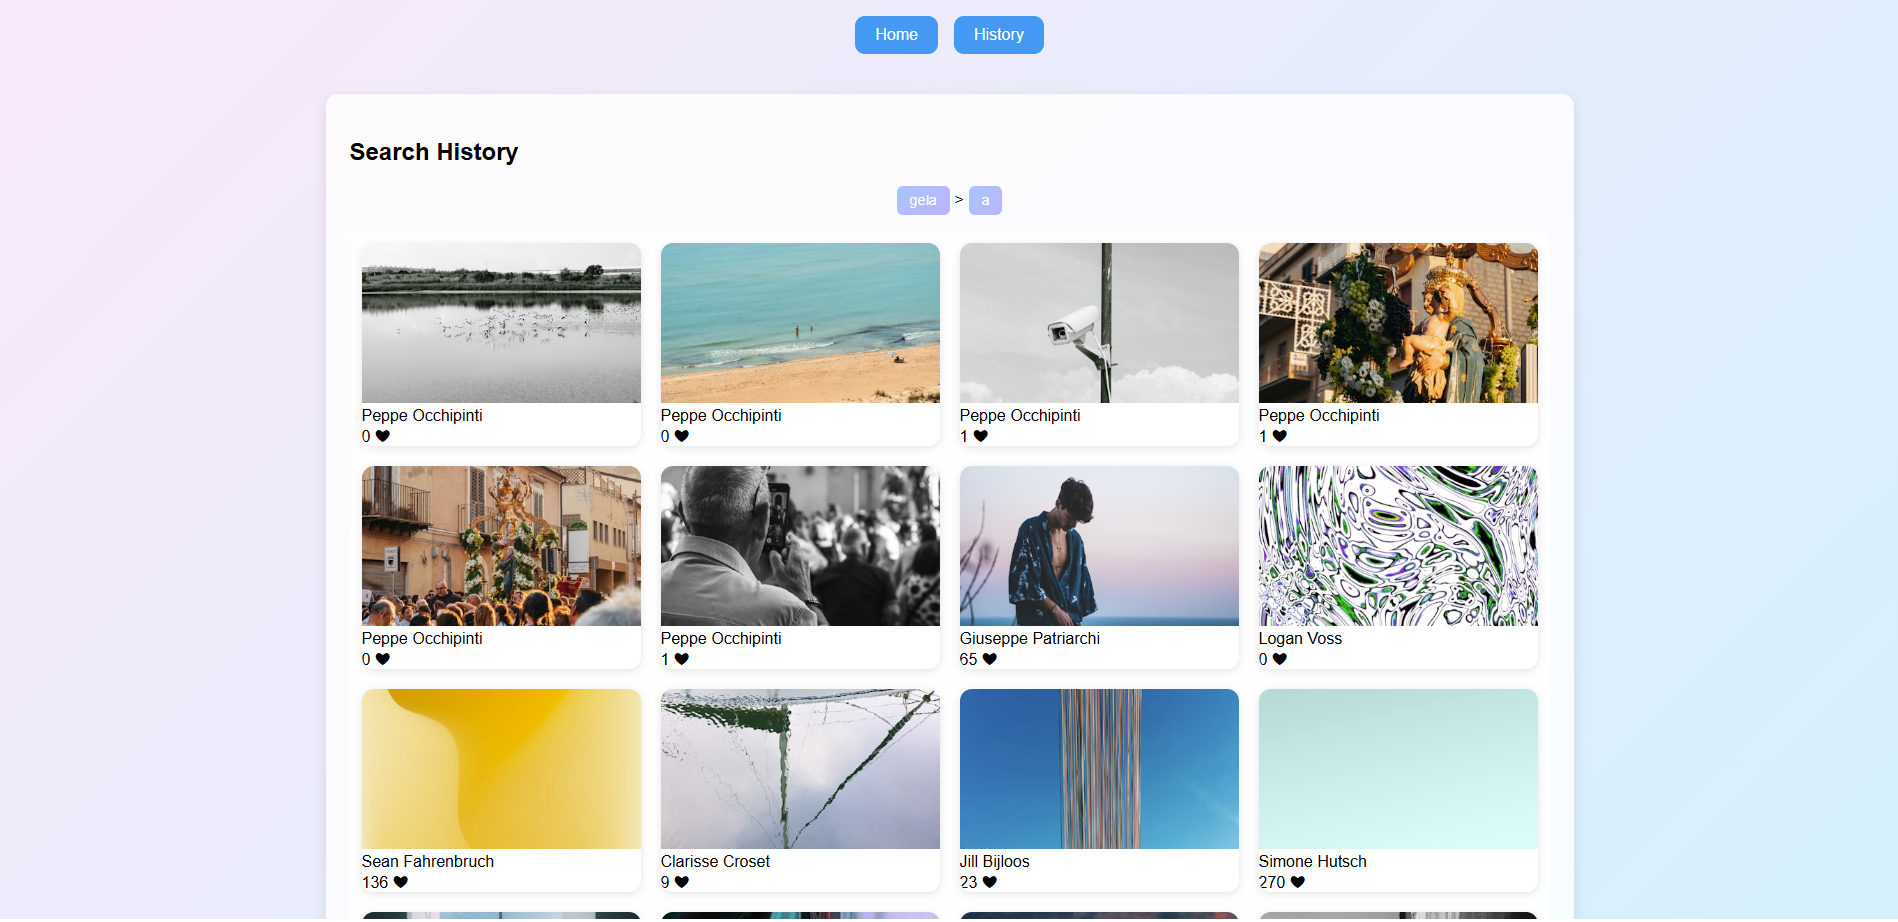 Home History
Search History
gela > a
Peppe Occhipinti Peppe Occhipinti Peppe Occhipinti Peppe Occhipinti
0 0 1 1
Peppe Occhipinti Peppe Occhipinti Giuseppe Patriarchi Logan Voss
0 1 65 0
Sean Fahrenbruch Clarisse Croset Jill Bijloos Simone Hutsch
136 9 23 270